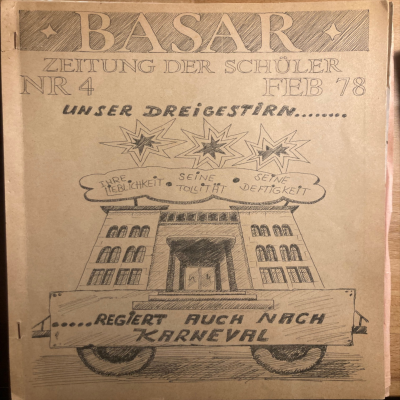 BASAR
ZEITUNG DER SCHÜLER
NR 4 FEB '78
UNSER DREIGESTIRN........
IHRE LIEBLICHKEIT • SEINE TOLLITÄT • SEINE DEFTIGKEIT
.....REGIERT AUCH NACH
KARNEVAL